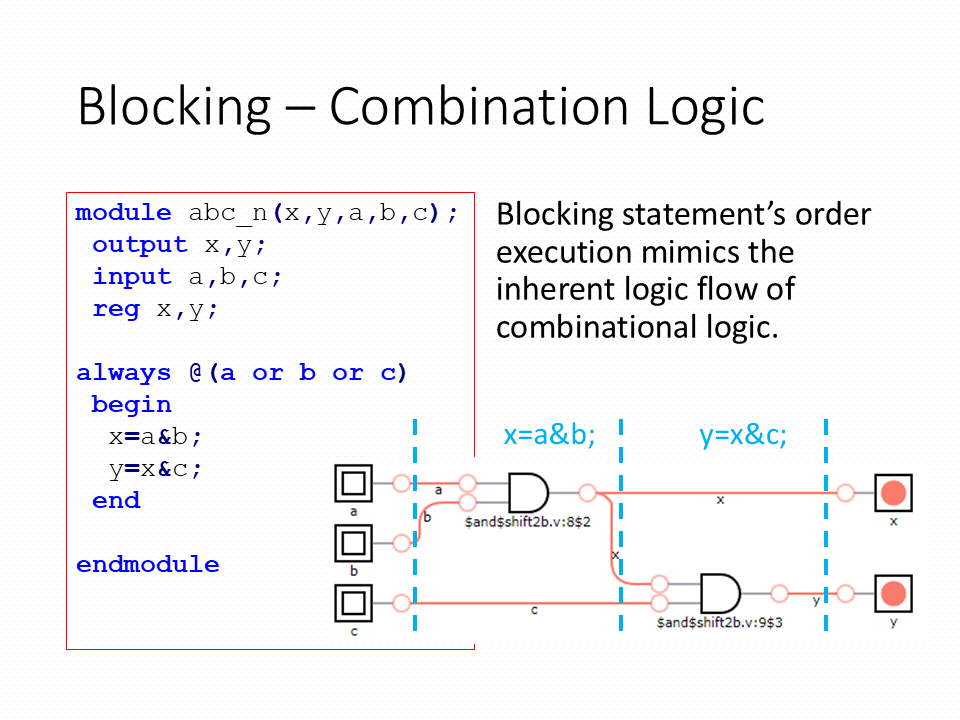 Blocking – Combination Logic
module abc_n(x,y,a,b,c);
output x,y;
input a,b,c;
reg x,y;
always @(a or b or c)
begin
x=a&b;
y=x&c;
end
endmodule
Blocking statement’s order
execution mimics the
inherent logic flow of
combinational logic.
x=a&b;
y=x&c;
a
a
b
b
c
c
$and$shift2b.v:8$2
x
x
x
$and$shift2b.v:9$3
y
y